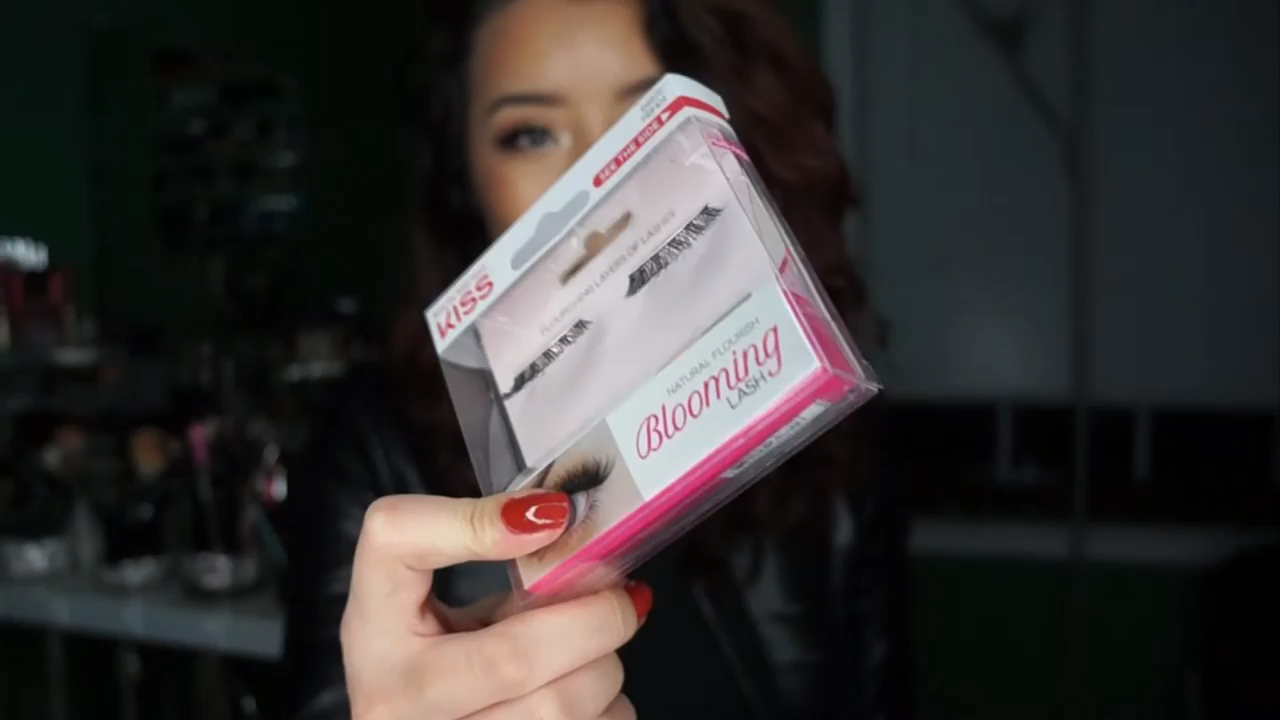 SEE THE SIDE
KISS
FLOURISHING LAYERS OF LASHES
NATURAL FLOURISH
Blooming
LASH